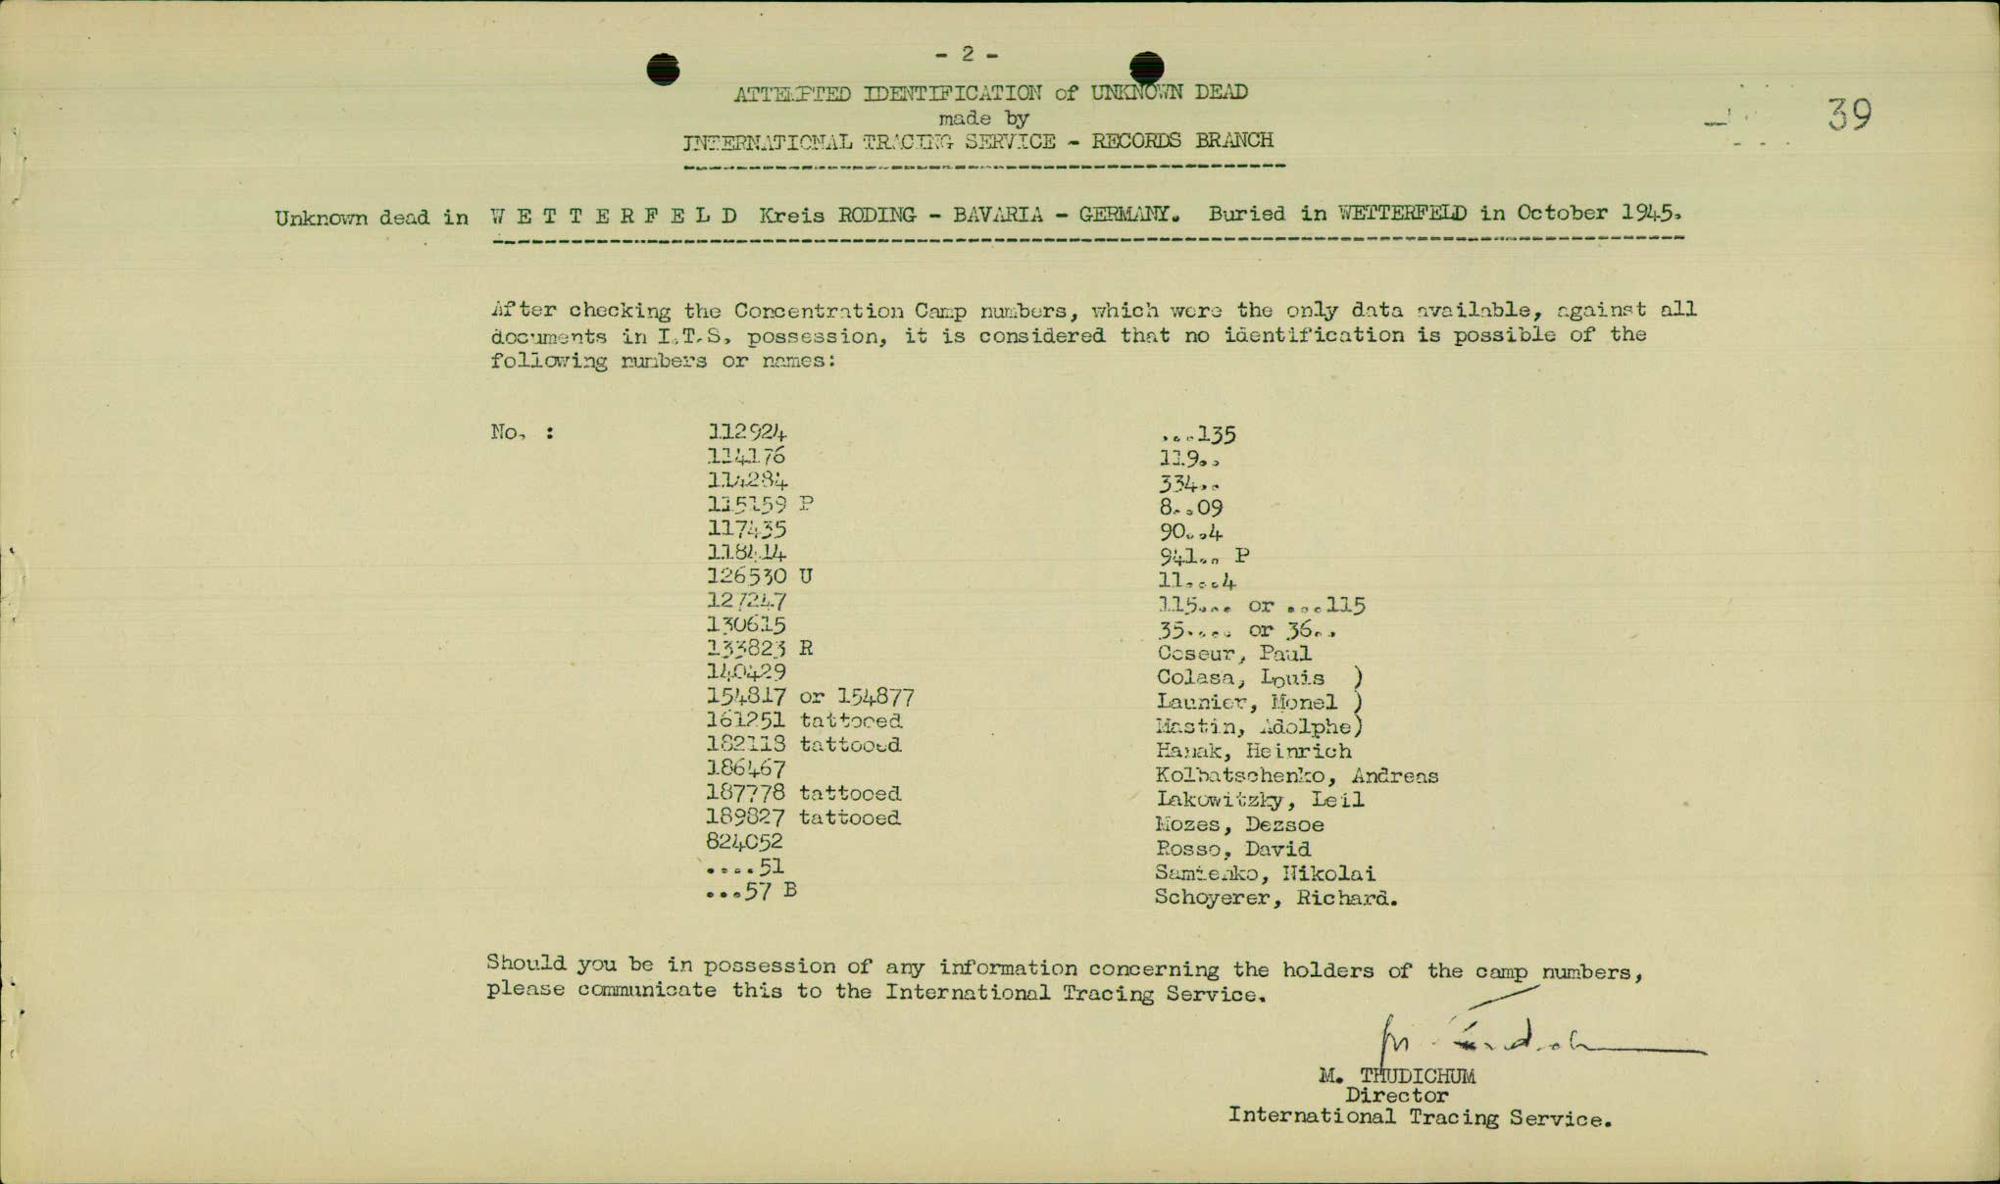 - 2 -
ATTEMPTED IDENTIFICATION of UNKNOWN DEAD
made by
INTERNATIONAL TRACING SERVICE - RECORDS BRANCH
39
Unknown dead in W E T T E R F E L D Kreis RODING - BAVARIA - GERMANY. Buried in WETTERFELD in October 1945.
After checking the Concentration Camp numbers, which were the only data available, against all
documents in I.T.S. possession, it is considered that no identification is possible of the
following numbers or names:
No. :
112924
114176
114284
115159 P
117435
118414
126530 U
127247
130615
133823 R
140429
154817 or 154877
161251 tattooed
182113 tattooed
186467
187778 tattooed
189827 tattooed
824052
....51
...57 B
...135
119..
334..
8...09
90...4
941... P
11....4
115.... or ....115
35..... or 36...
Coseur, Paul
Colasa, Louis )
Launier, Monel )
Mastin, Adolphe)
Hanak, Heinrich
Kolbatschenko, Andreas
Lakowitzky, Leil
Mozes, Dezsoe
Rosso, David
Samienko, Nikolai
Schoyerer, Richard.
Should you be in possession of any information concerning the holders of the camp numbers,
please communicate this to the International Tracing Service.
M. THUDICHUM
Director
International Tracing Service.